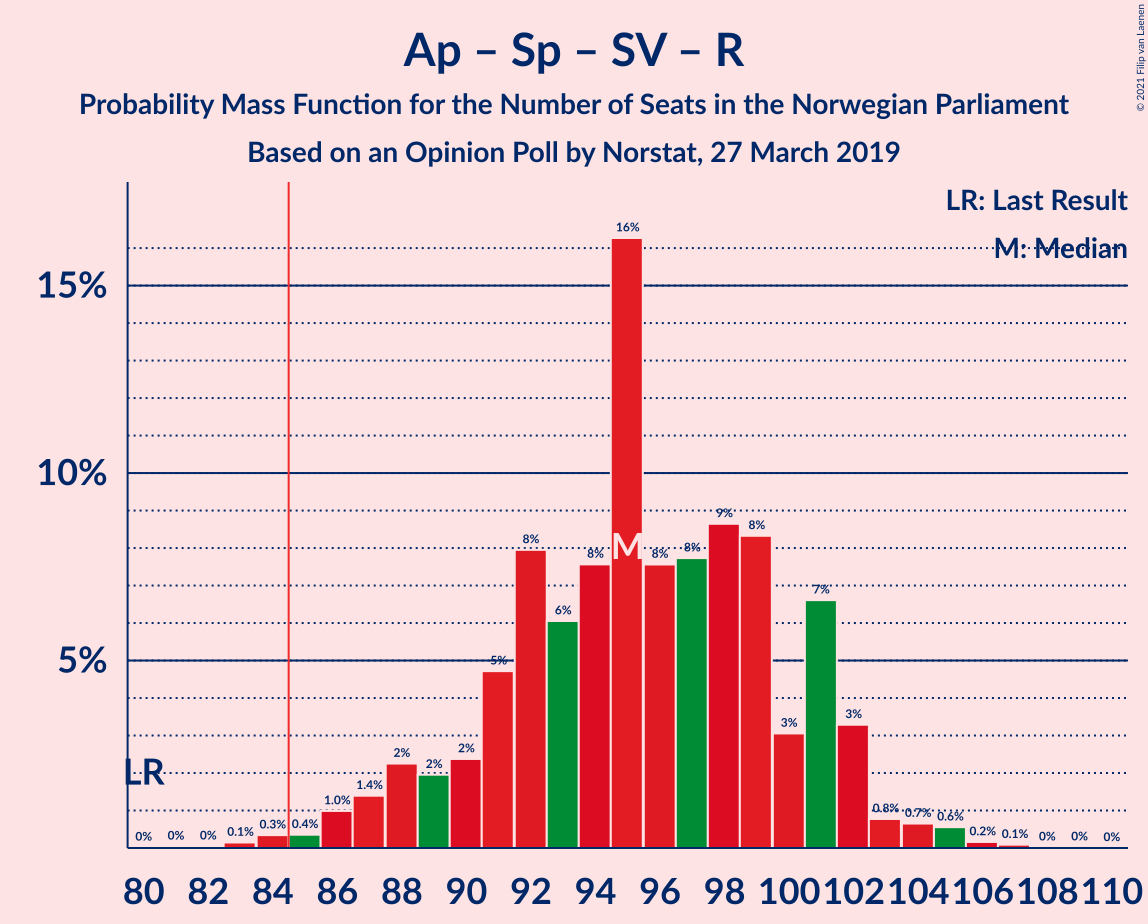 Ap – Sp – SV – R
Probability Mass Function for the Number of Seats in the Norwegian Parliament
Based on an Opinion Poll by Norstat, 27 March 2019
© 2021 Filip van Laenen
LR: Last Result
M: Median
15%
10%
5%
LR
M
0% 0% 0% 0.1% 0.3% 0.4% 1.0% 1.4% 2% 2% 2% 5% 8% 6% 8% 16% 8% 8% 9% 8% 3% 7% 3% 0.8% 0.7% 0.6% 0.2% 0.1% 0% 0% 0%
80 82 84 86 88 90 92 94 96 98 100 102 104 106 108 110